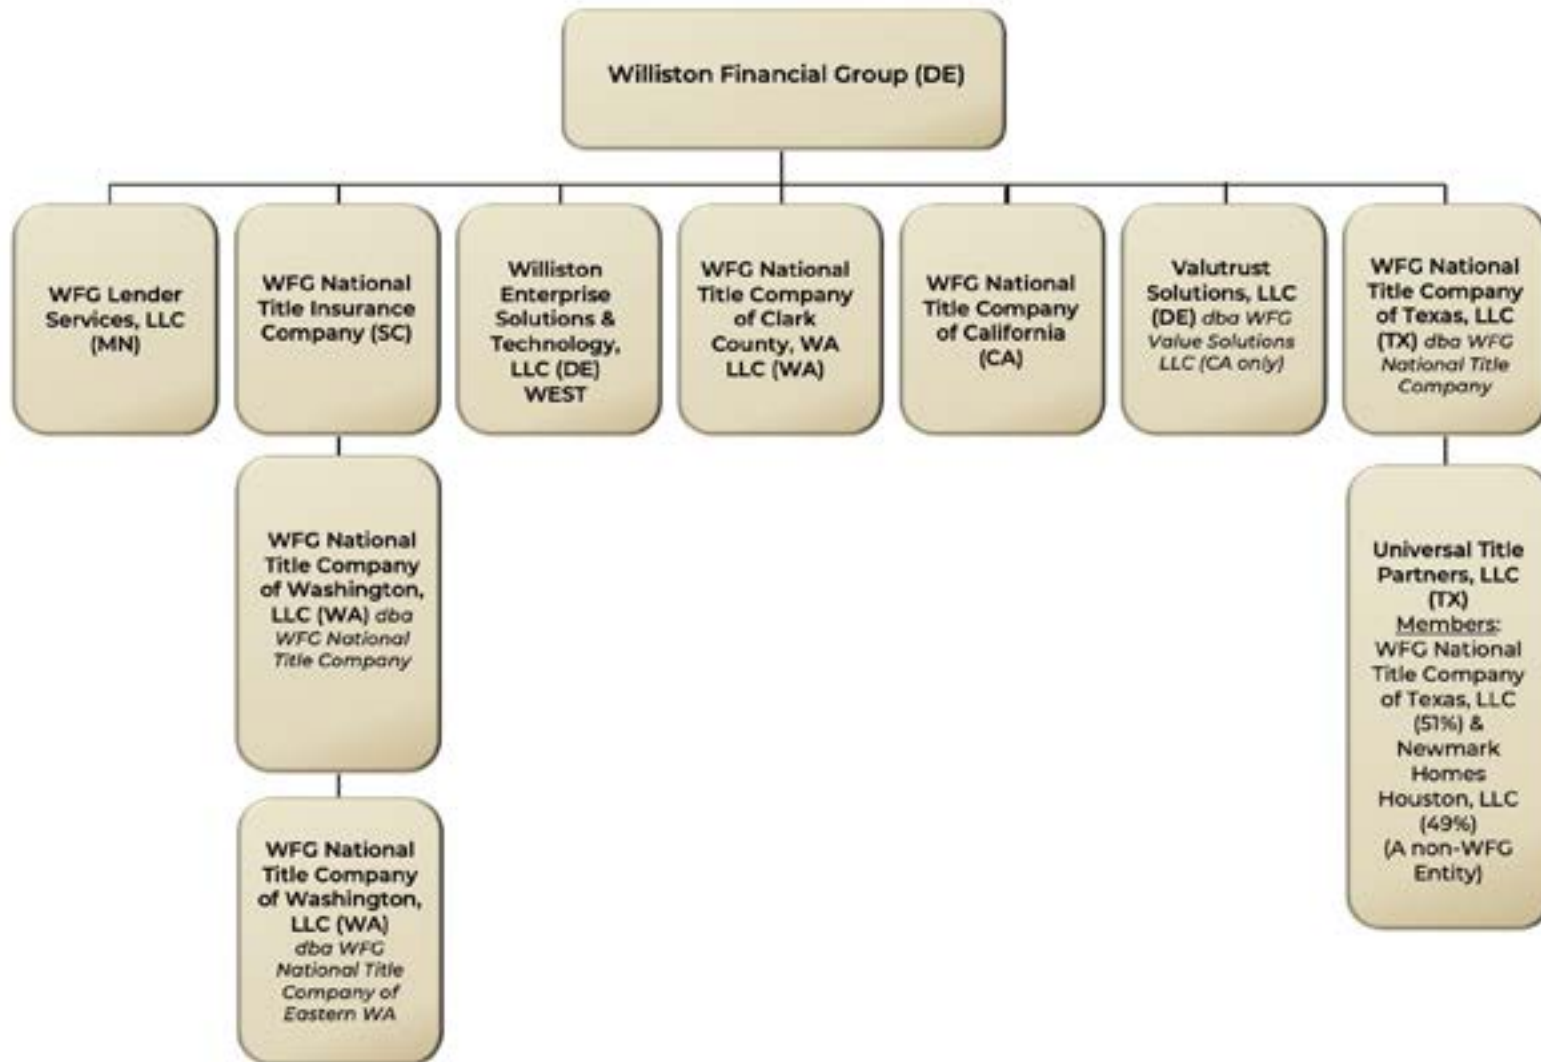 Williston Financial Group (DE)
WFG Lender
Services, LLC
(MN)
WFG National
Title Insurance
Company (SC)
Williston
Enterprise
Solutions &
Technology,
LLC (DE)
WEST
WFG National
Title Company
of Clark
County, WA
LLC (WA)
WFG National
Title Company
of California
(CA)
Valutrust
Solutions, LLC
(DE) dba WFG
Value Solutions
LLC (CA only)
WFG National
Title Company
of Texas, LLC
(TX) dba WFG
National Title
Company
WFG National
Title Company
of Washington,
LLC (WA) dba
WFG National
Title Company
Universal Title
Partners, LLC
(TX)
Members:
WFG National
Title Company
of Texas, LLC
(51%) &
Newmark
Homes
Houston, LLC
(49%)
(A non-WFG
Entity)
WFG National
Title Company
of Washington,
LLC (WA)
dba WFG
National Title
Company of
Eastern WA